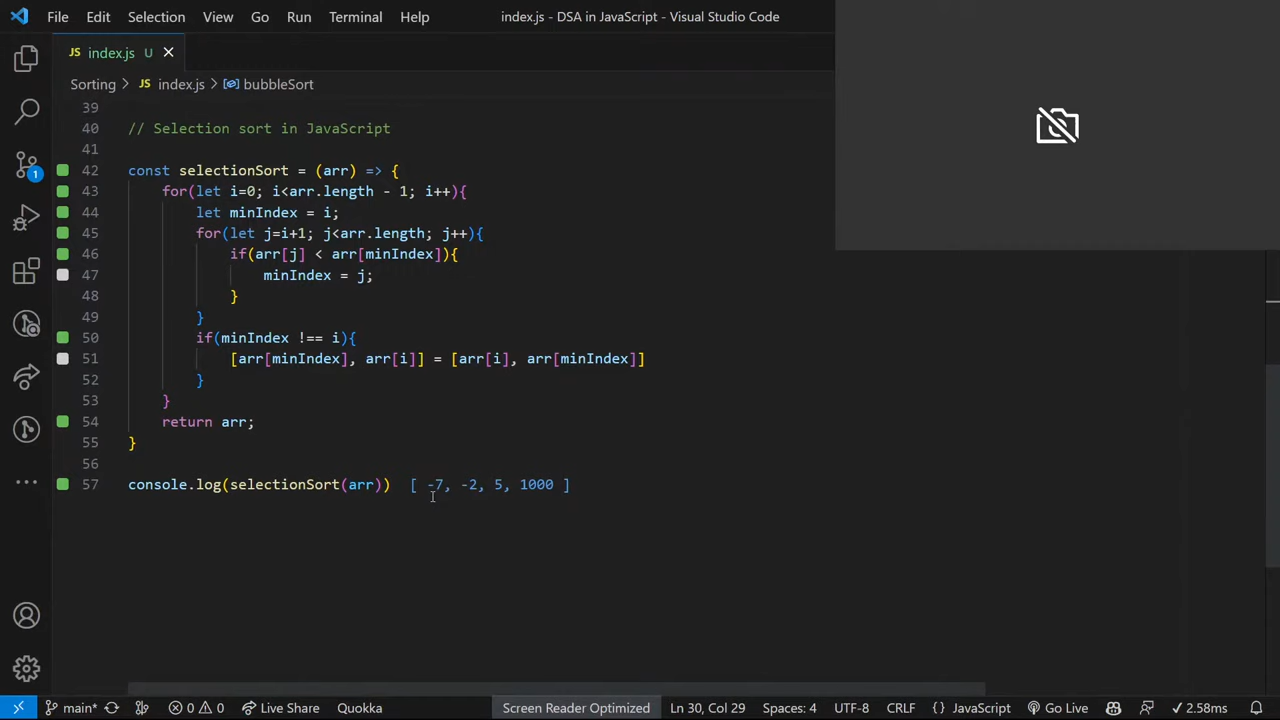 File Edit Selection View Go Run Terminal Help index.js - DSA in JavaScript - Visual Studio Code
JS index.js U
Sorting > JS index.js > bubbleSort
39
40 // Selection sort in JavaScript
41
42 const selectionSort = (arr) => {
43 for(let i=0; i<arr.length - 1; i++){
44 let minIndex = i;
45 for(let j=i+1; j<arr.length; j++){
46 if(arr[j] < arr[minIndex]){
47 minIndex = j;
48 }
49 }
50 if(minIndex !== i){
51 [arr[minIndex], arr[i]] = [arr[i], arr[minIndex]]
52 }
53 }
54 return arr;
55 }
56
57 console.log(selectionSort(arr)) [ -7, -2, 5, 1000 ]
1
main* 0 0 Live Share Quokka Screen Reader Optimized Ln 30, Col 29 Spaces: 4 UTF-8 CRLF {} JavaScript Go Live 2.58ms